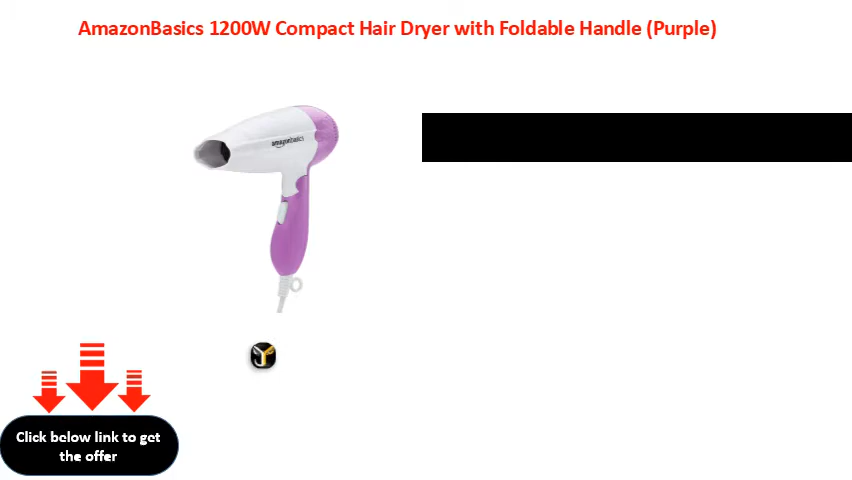 AmazonBasics 1200W Compact Hair Dryer with Foldable Handle (Purple)
amazonbasics
Click below link to get
the offer